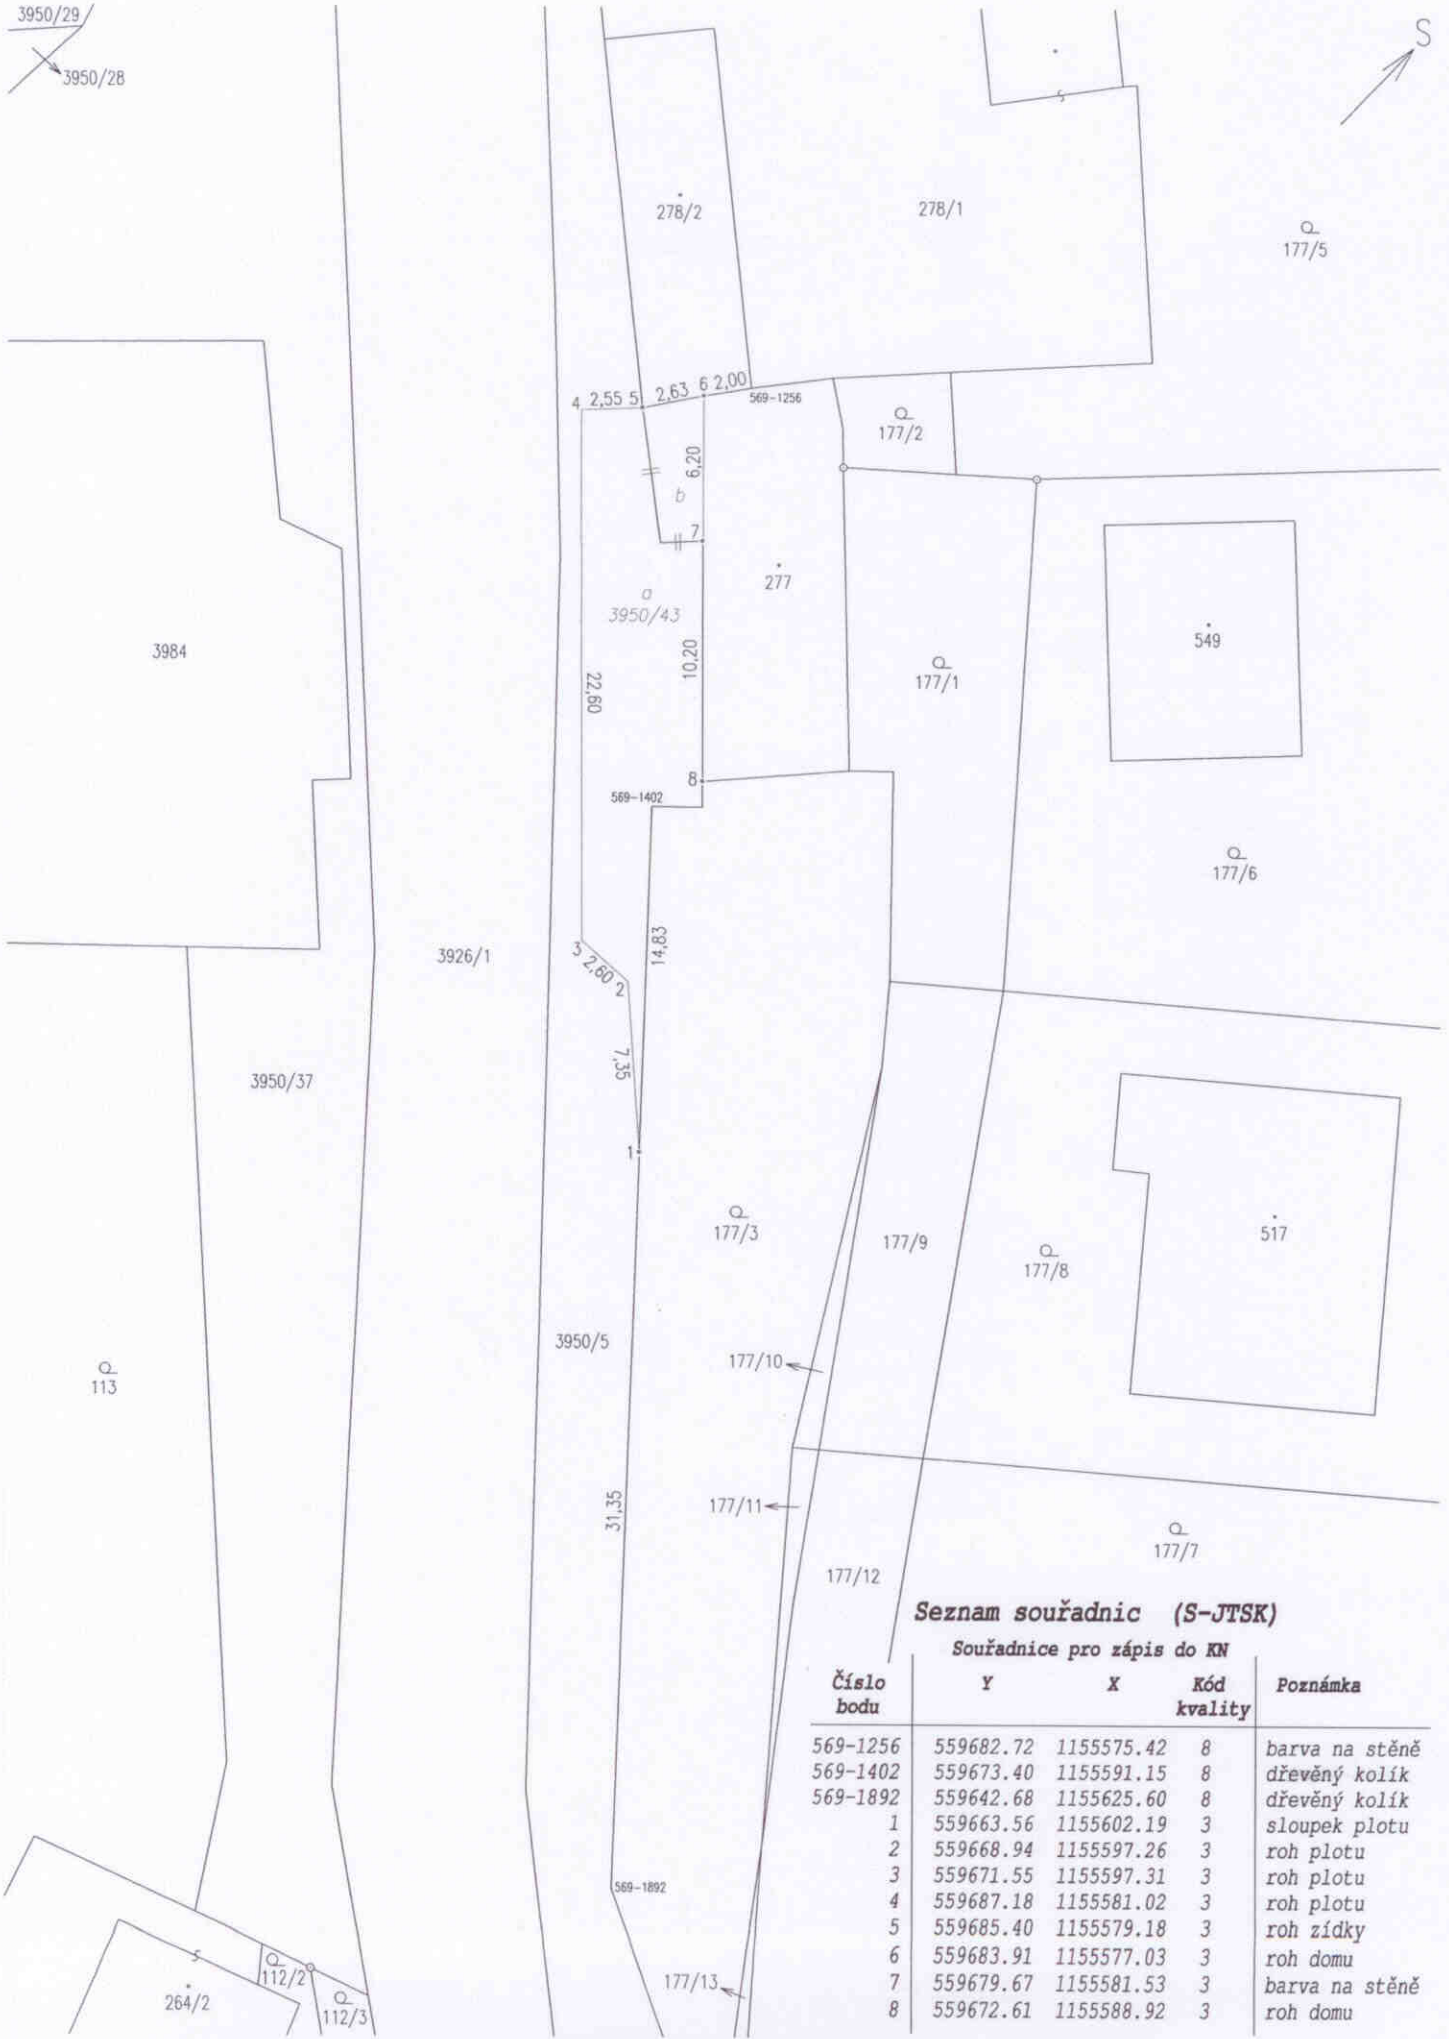 3950/29
S
3950/28
278/2
278/1
177/5
4 2,55 5 2,63 6 2,00
569-1256
177/2
6,20
b
7
277
a
3950/43
549
3984
10,20
177/1
22,60
8
569-1402
177/6
14,83
3926/1
3 2,60 2
7,35
3950/37
1
177/3
517
177/9
177/8
3950/5
177/10
113
31,35
177/11
177/7
177/12
Seznam souřadnic (S-JTSK)
Souřadnice pro zápis do KN
Číslo bodu Y X Kód kvality Poznámka
569-1256 559682.72 1155575.42 8 barva na stěně
569-1402 559673.40 1155591.15 8 dřevěný kolík
569-1892 559642.68 1155625.60 8 dřevěný kolík
1 559663.56 1155602.19 3 sloupek plotu
2 559668.94 1155597.26 3 roh plotu
3 559671.55 1155597.31 3 roh plotu
4 559687.18 1155581.02 3 roh plotu
5 559685.40 1155579.18 3 roh zídky
6 559683.91 1155577.03 3 roh domu
7 559679.67 1155581.53 3 barva na stěně
8 559672.61 1155588.92 3 roh domu
569-1892
112/2
177/13
264/2
112/3